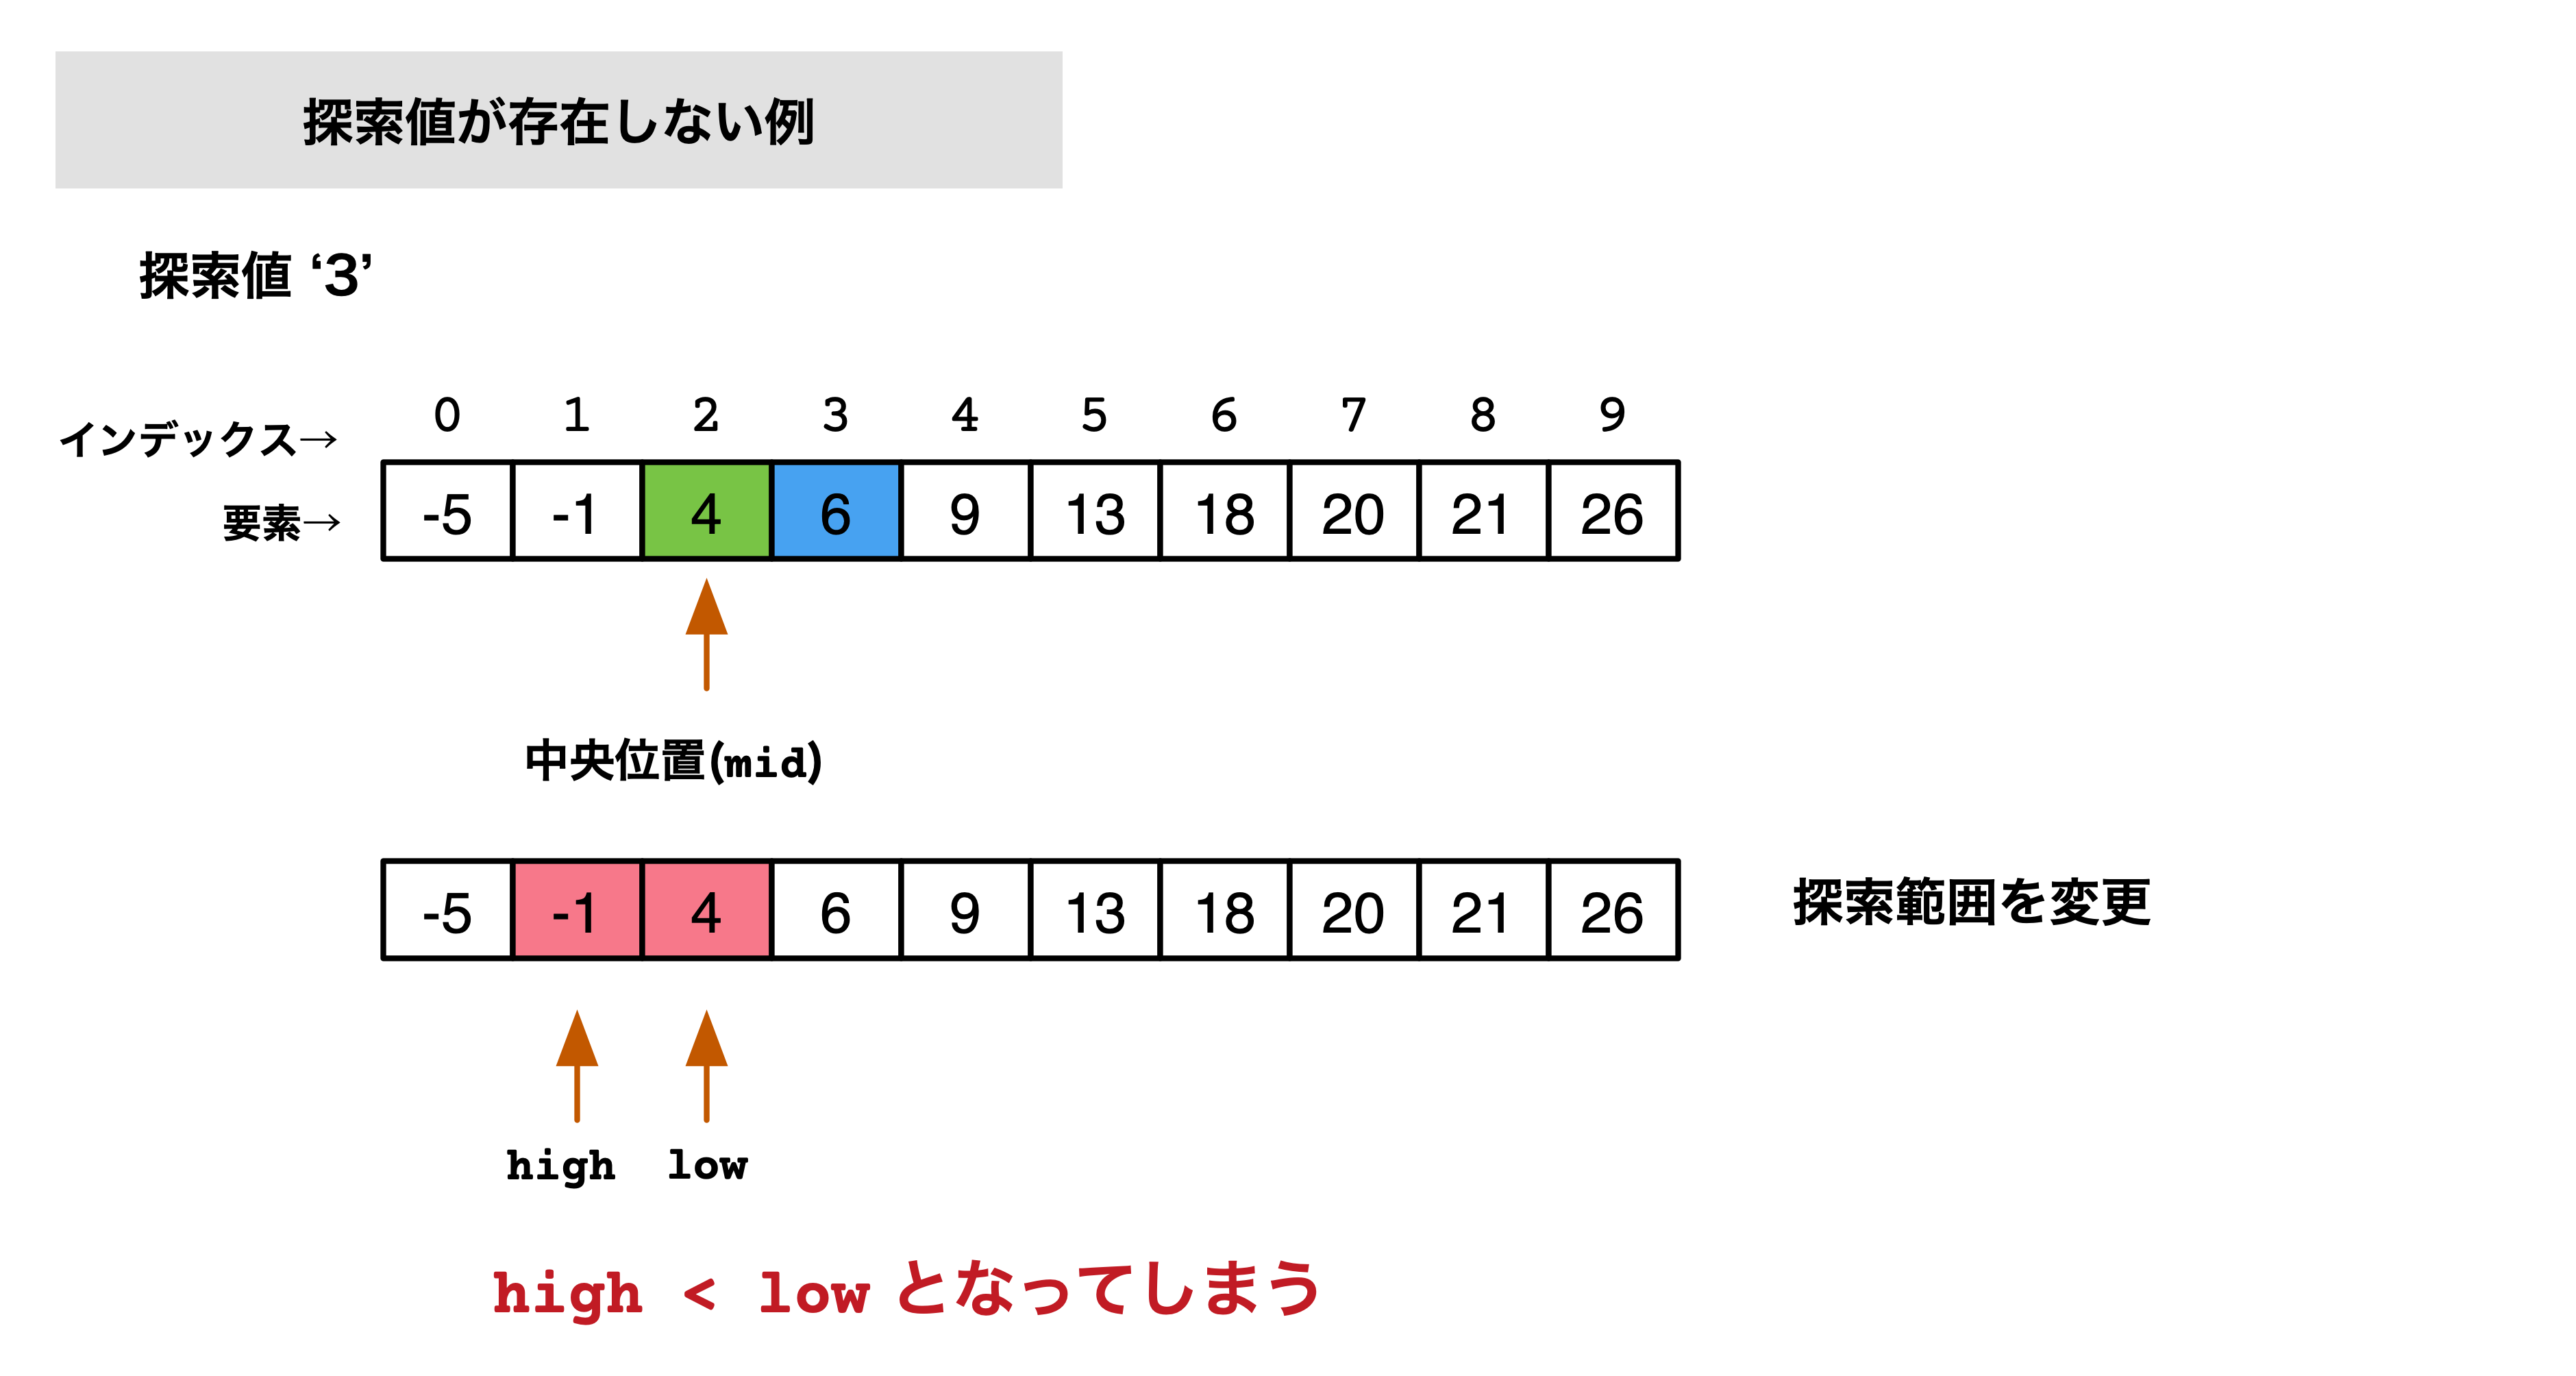 探索値が存在しない例
探索値 ‘3’
インデックス→ 0 1 2 3 4 5 6 7 8 9
要素→ -5 -1 4 6 9 13 18 20 21 26
中央位置(mid)
-5 -1 4 6 9 13 18 20 21 26 探索範囲を変更
high low
high < low となってしまう